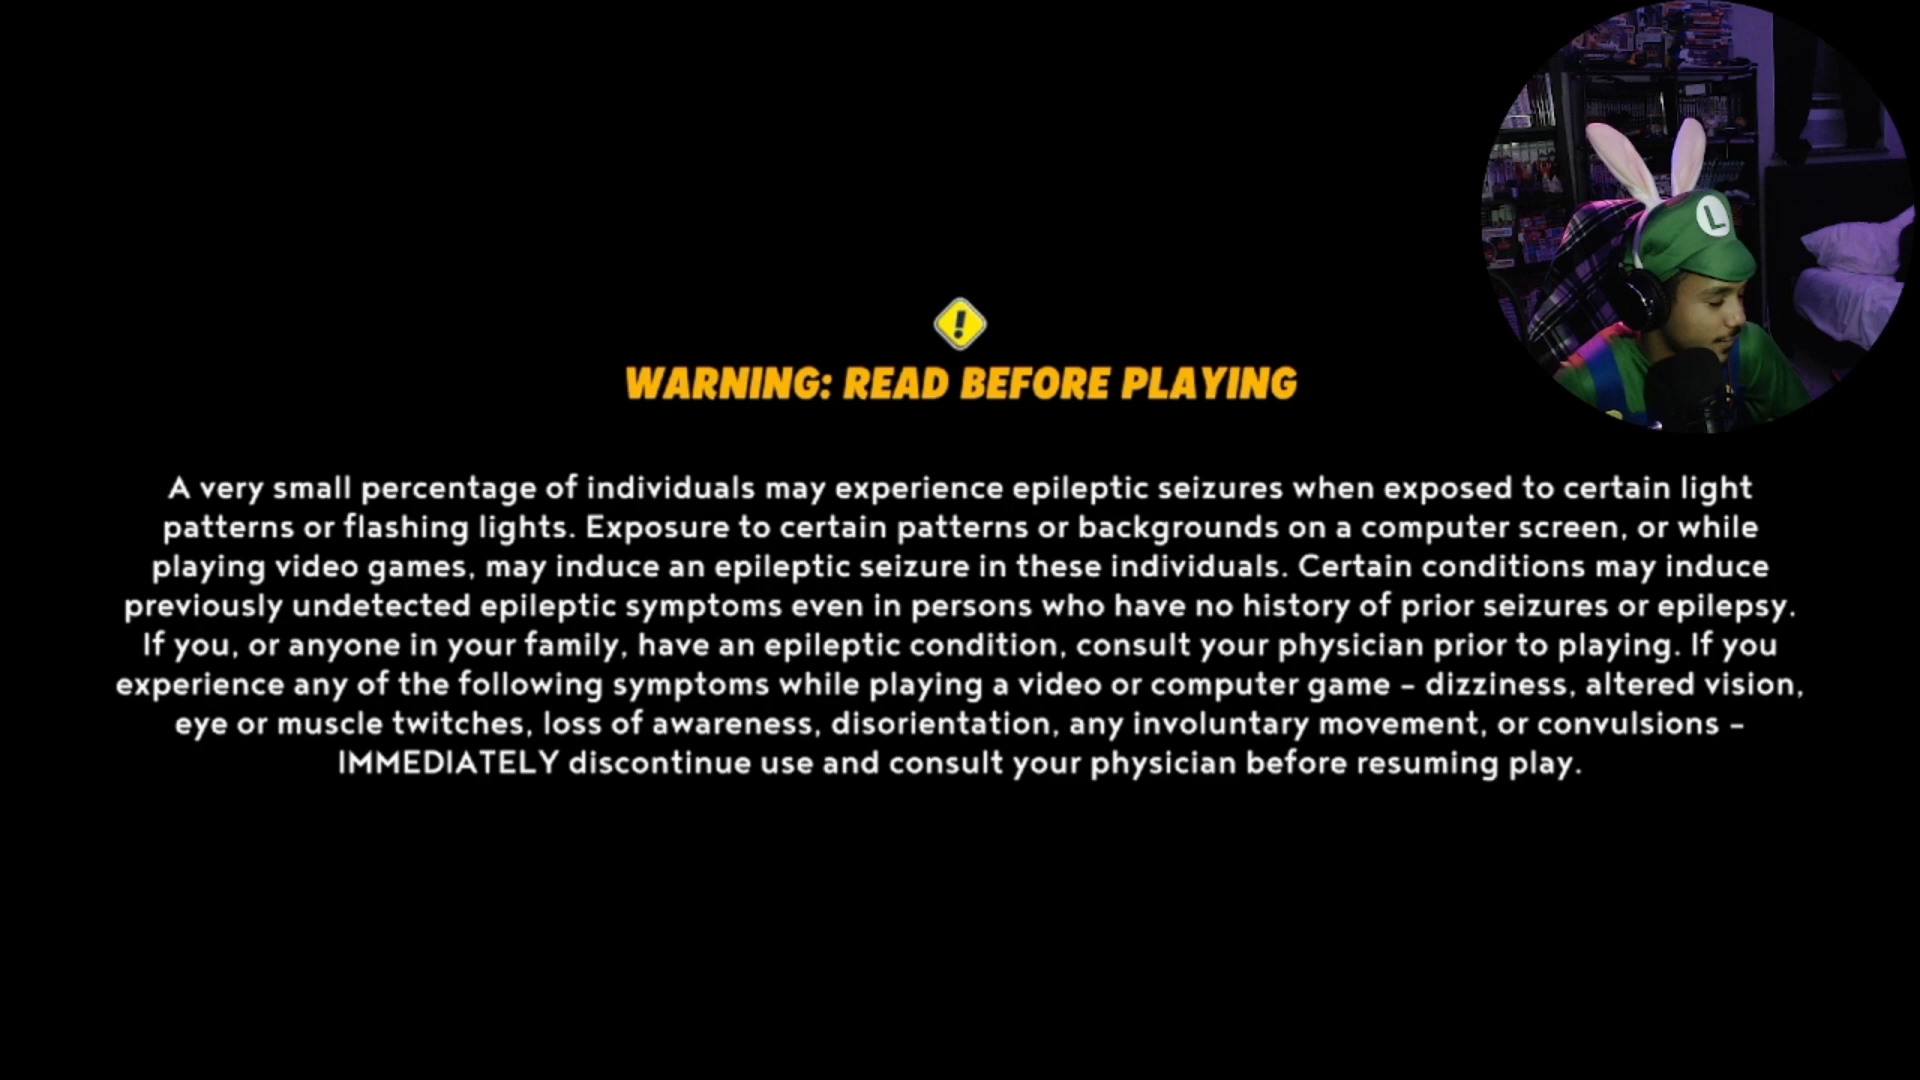 L
WARNING: READ BEFORE PLAYING
A very small percentage of individuals may experience epileptic seizures when exposed to certain light
patterns or flashing lights. Exposure to certain patterns or backgrounds on a computer screen, or while
playing video games, may induce an epileptic seizure in these individuals. Certain conditions may induce
previously undetected epileptic symptoms even in persons who have no history of prior seizures or epilepsy.
If you, or anyone in your family, have an epileptic condition, consult your physician prior to playing. If you
experience any of the following symptoms while playing a video or computer game – dizziness, altered vision,
eye or muscle twitches, loss of awareness, disorientation, any involuntary movement, or convulsions –
IMMEDIATELY discontinue use and consult your physician before resuming play.